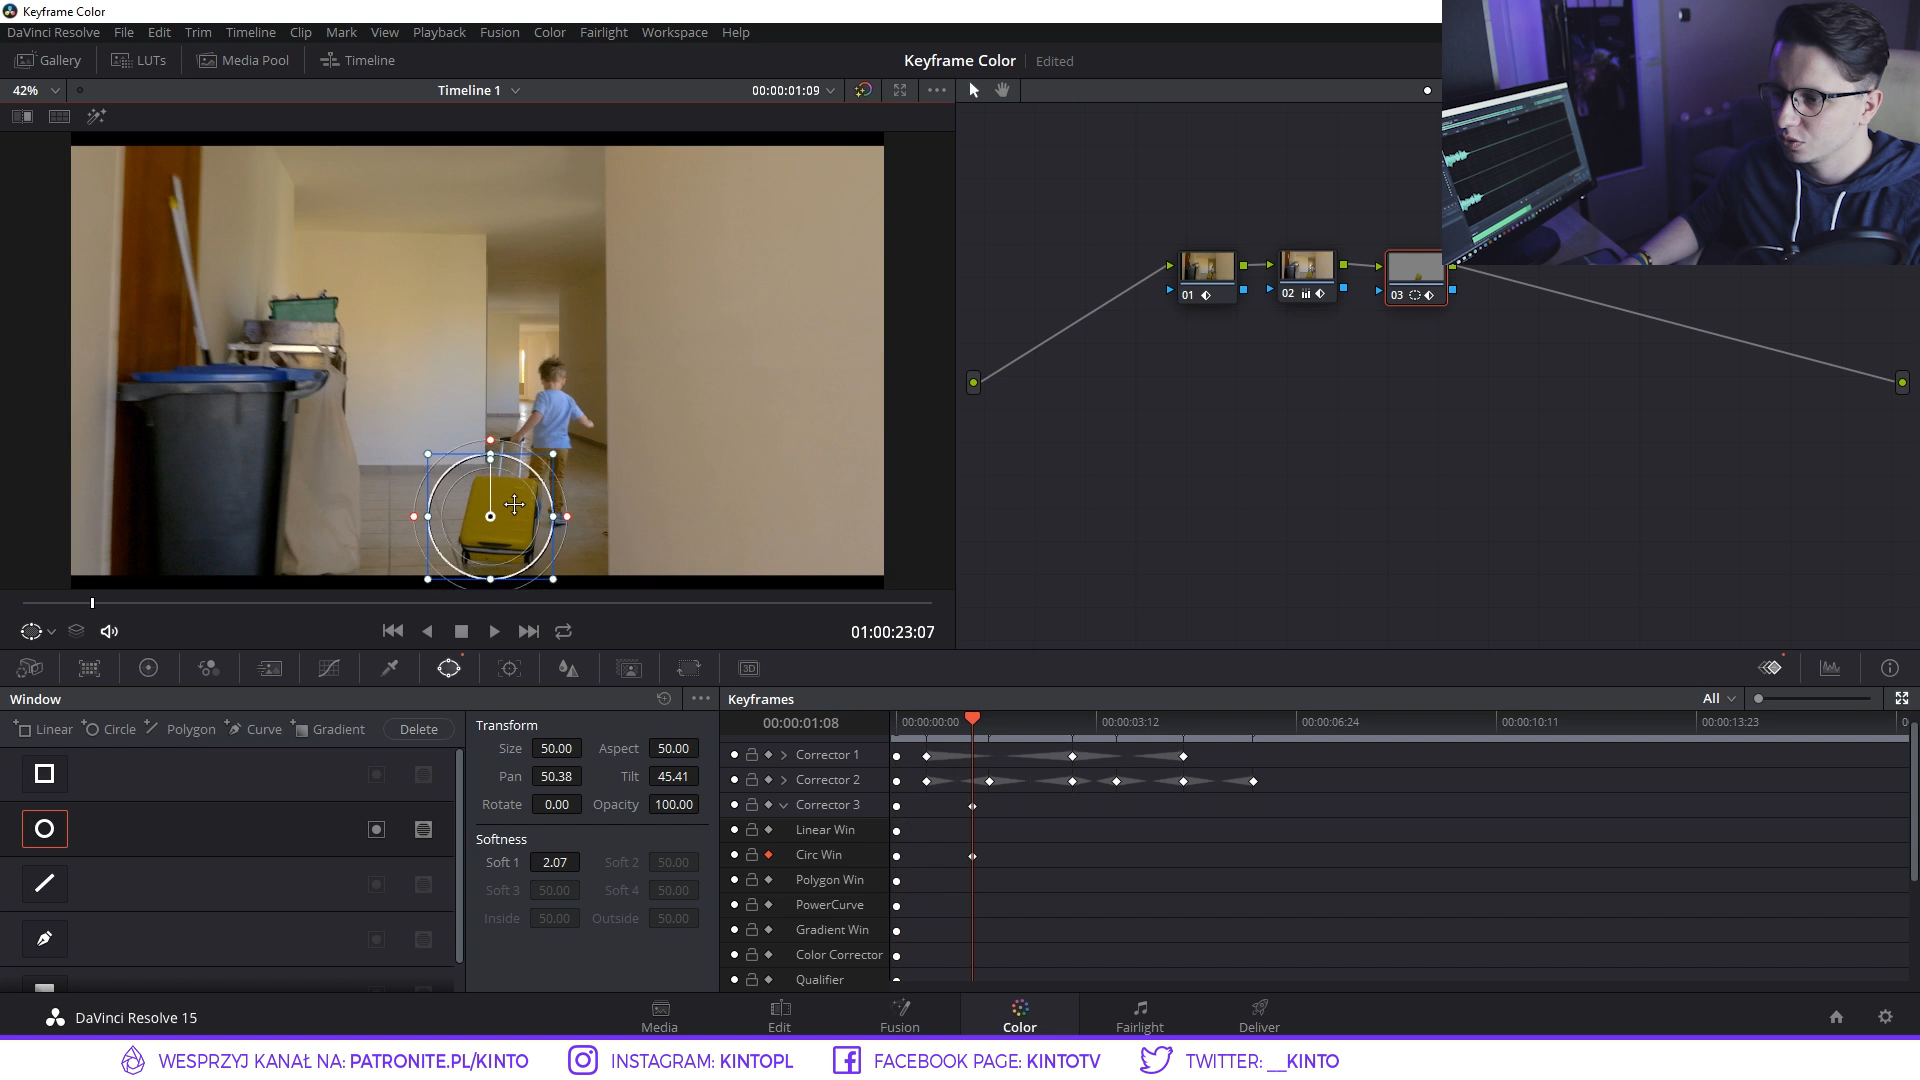 Keyframe Color
DaVinci Resolve File Edit Trim Timeline Clip Mark View Playback Fusion Color Fairlight Workspace Help
Gallery LUTs Media Pool Timeline Keyframe Color Edited
42% Timeline 1 00:00:01:09
01 02 03
01:00:23:07
3D
Window
Linear Circle Polygon Curve Gradient Delete
Transform
Size 50.00 Aspect 50.00
Pan 50.38 Tilt 45.41
Rotate 0.00 Opacity 100.00
Softness
Soft 1 2.07 Soft 2 50.00
Soft 3 50.00 Soft 4 50.00
Inside 50.00 Outside 50.00
Keyframes All
00:00:01:08 00:00:00:00 00:00:03:12 00:00:06:24 00:00:10:11 00:00:13:23
Corrector 1
Corrector 2
Corrector 3
Linear Win
Circ Win
Polygon Win
PowerCurve
Gradient Win
Color Corrector
Qualifier
DaVinci Resolve 15
Media Edit Fusion Color Fairlight Deliver
WESPRZYJ KANAŁ NA: PATRONITE.PL/KINTO INSTAGRAM: KINTOPL FACEBOOK PAGE: KINTOTV TWITTER: __KINTO